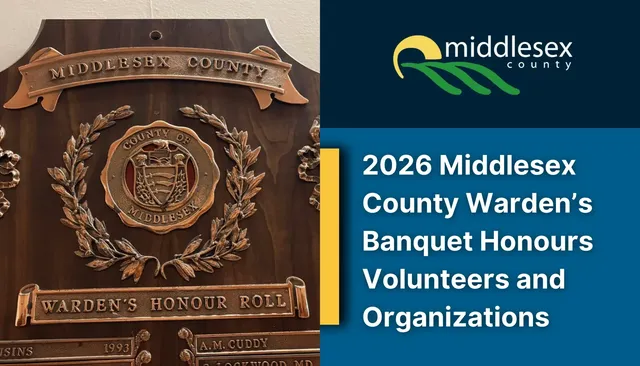 MIDDLESEX COUNTY
COUNTY OF
MIDDLESEX
WARDEN'S HONOUR ROLL
1993
A.M. CUDDY
middlesex
county
2026 Middlesex
County Warden's
Banquet Honours
Volunteers and
Organizations